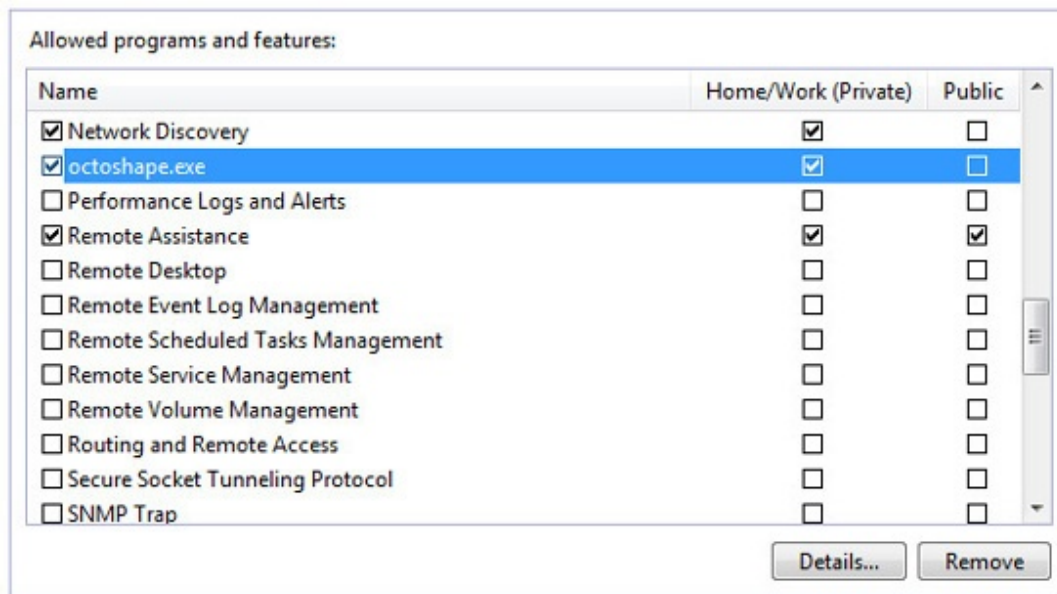 Allowed programs and features:
Name Home/Work (Private) Public
Network Discovery
octoshape.exe
Performance Logs and Alerts
Remote Assistance
Remote Desktop
Remote Event Log Management
Remote Scheduled Tasks Management
Remote Service Management
Remote Volume Management
Routing and Remote Access
Secure Socket Tunneling Protocol
SNMP Trap
Details... Remove